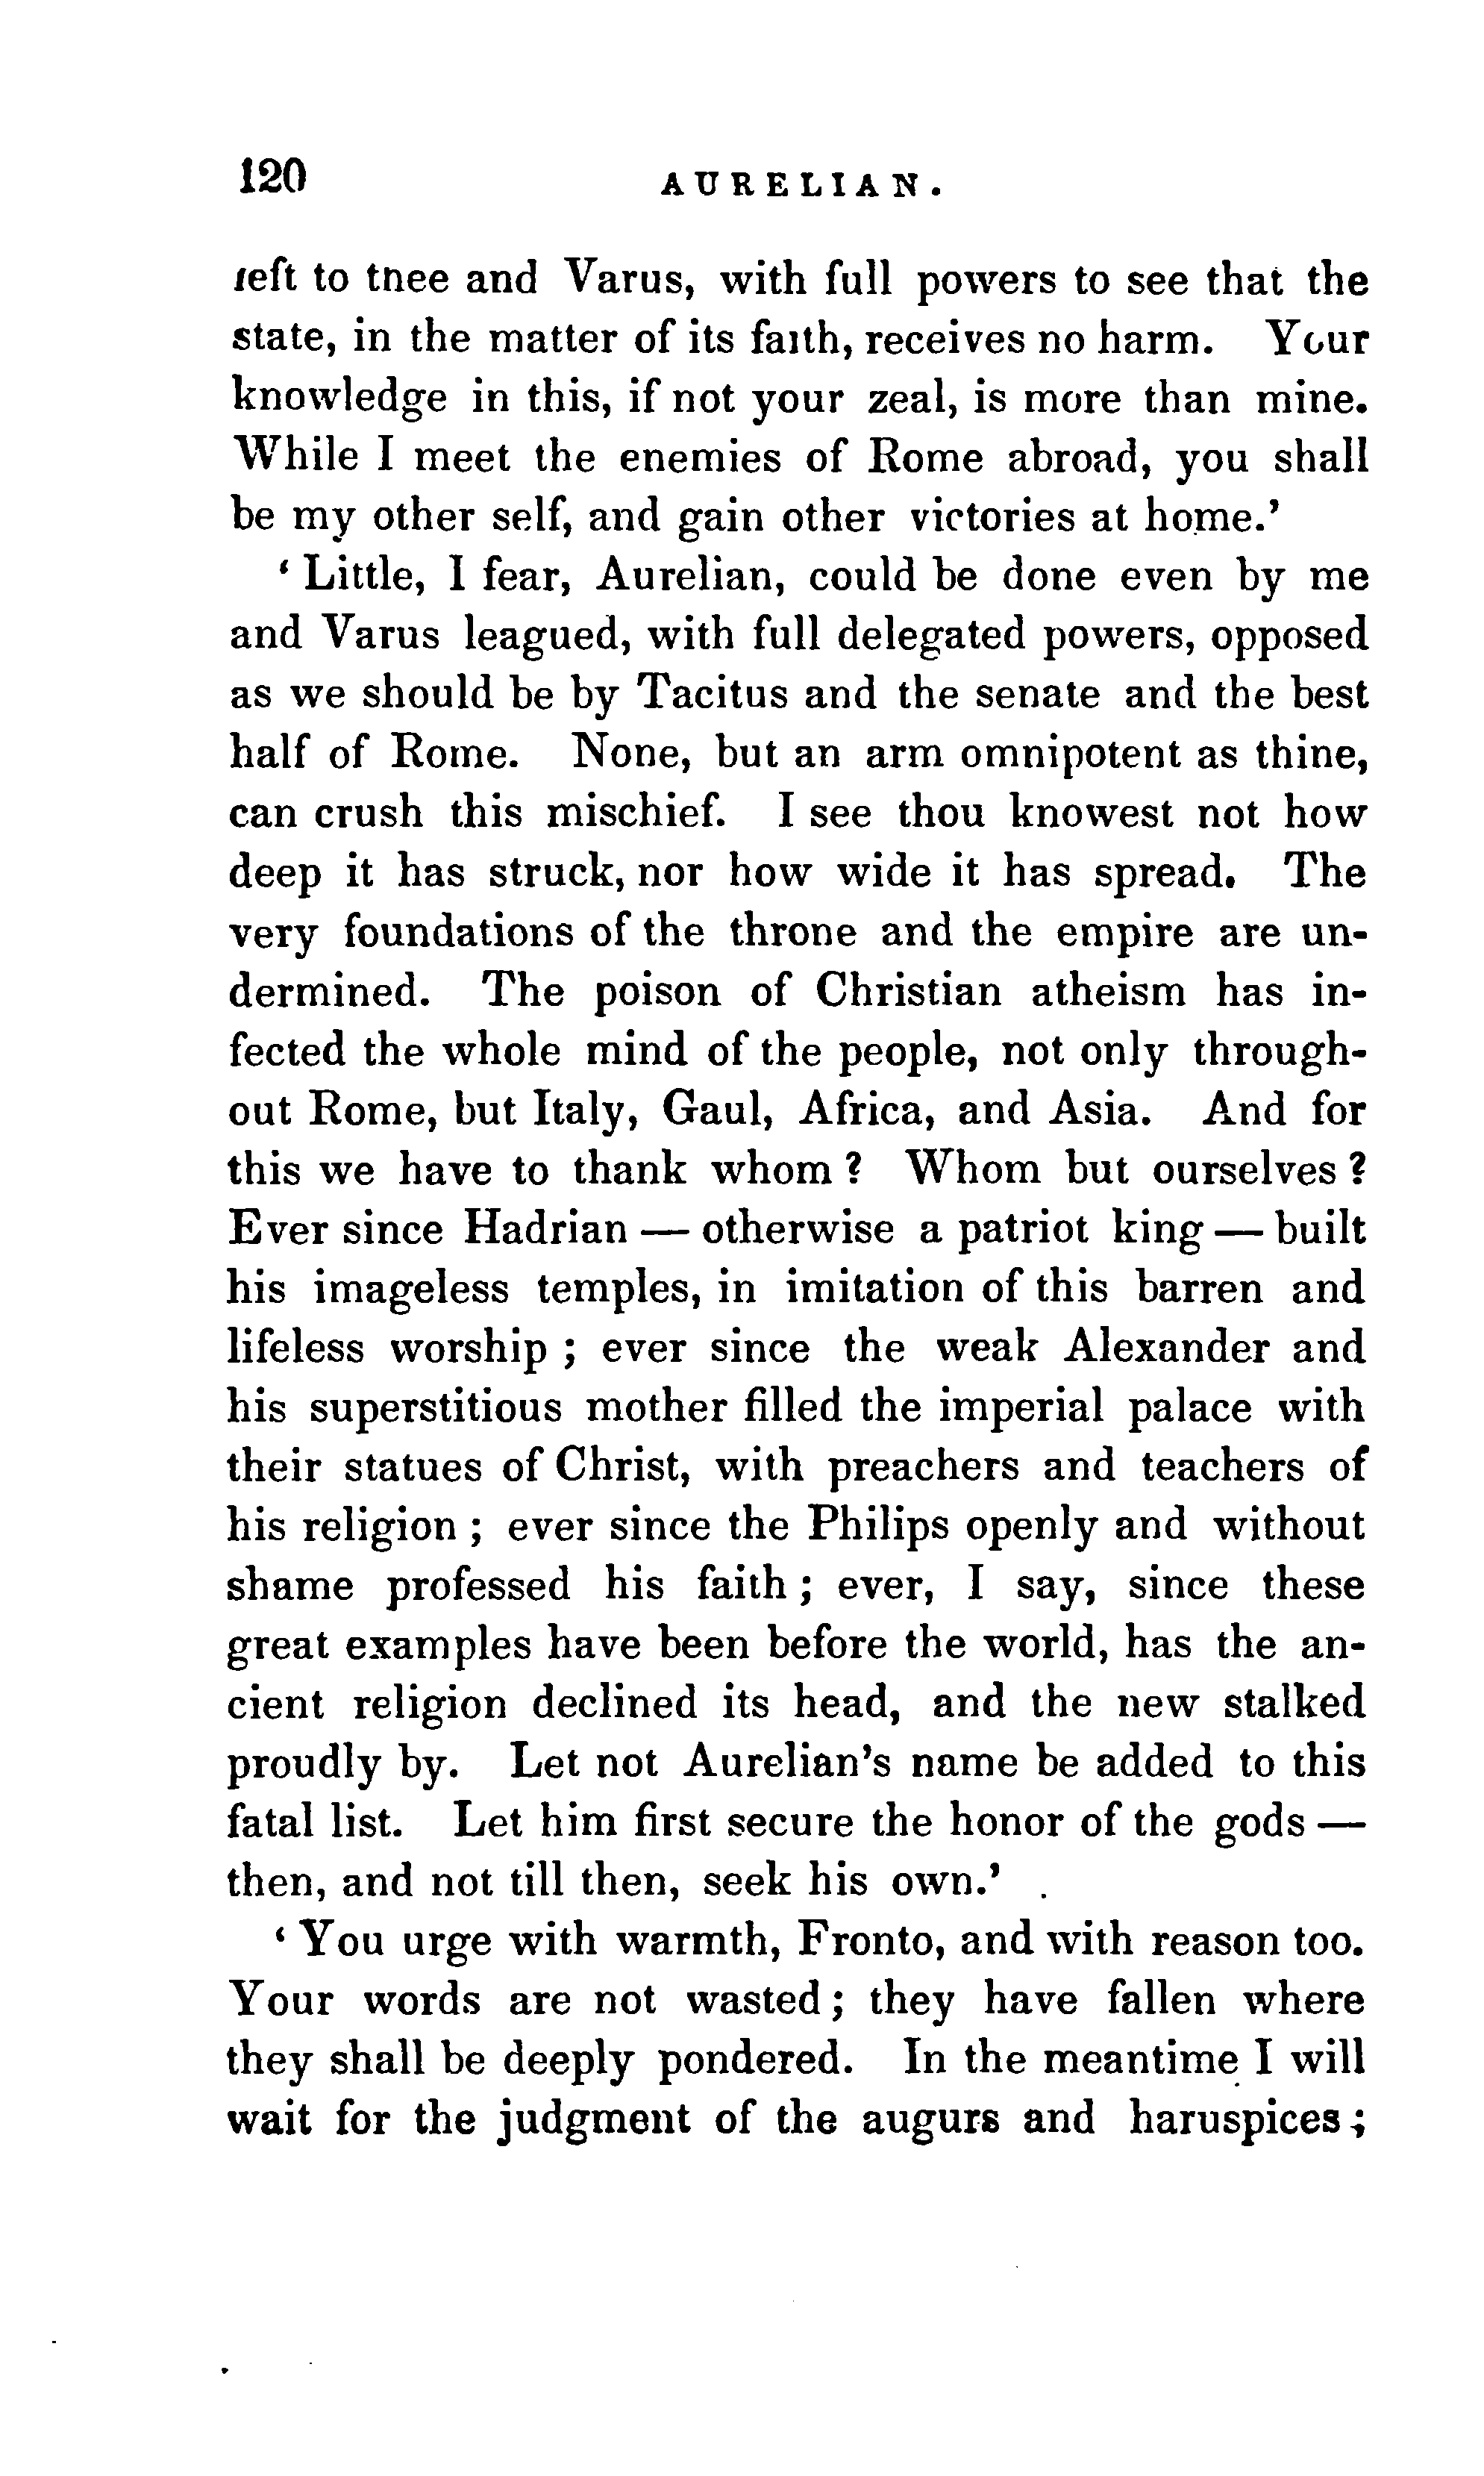 120 AURELIAN.
left to thee and Varus, with full powers to see that the
state, in the matter of its faith, receives no harm. Your
knowledge in this, if not your zeal, is more than mine.
While I meet the enemies of Rome abroad, you shall
be my other self, and gain other victories at home.’
‘Little, I fear, Aurelian, could be done even by me
and Varus leagued, with full delegated powers, opposed
as we should be by Tacitus and the senate and the best
half of Rome. None, but an arm omnipotent as thine,
can crush this mischief. I see thou knowest not how
deep it has struck, nor how wide it has spread. The
very foundations of the throne and the empire are un-
dermined. The poison of Christian atheism has in-
fected the whole mind of the people, not only through-
out Rome, but Italy, Gaul, Africa, and Asia. And for
this we have to thank whom? Whom but ourselves?
Ever since Hadrian — otherwise a patriot king — built
his imageless temples, in imitation of this barren and
lifeless worship; ever since the weak Alexander and
his superstitious mother filled the imperial palace with
their statues of Christ, with preachers and teachers of
his religion; ever since the Philips openly and without
shame professed his faith; ever, I say, since these
great examples have been before the world, has the an-
cient religion declined its head, and the new stalked
proudly by. Let not Aurelian’s name be added to this
fatal list. Let him first secure the honor of the gods —
then, and not till then, seek his own.’
‘You urge with warmth, Fronto, and with reason too.
Your words are not wasted; they have fallen where
they shall be deeply pondered. In the meantime I will
wait for the judgment of the augurs and haruspices;